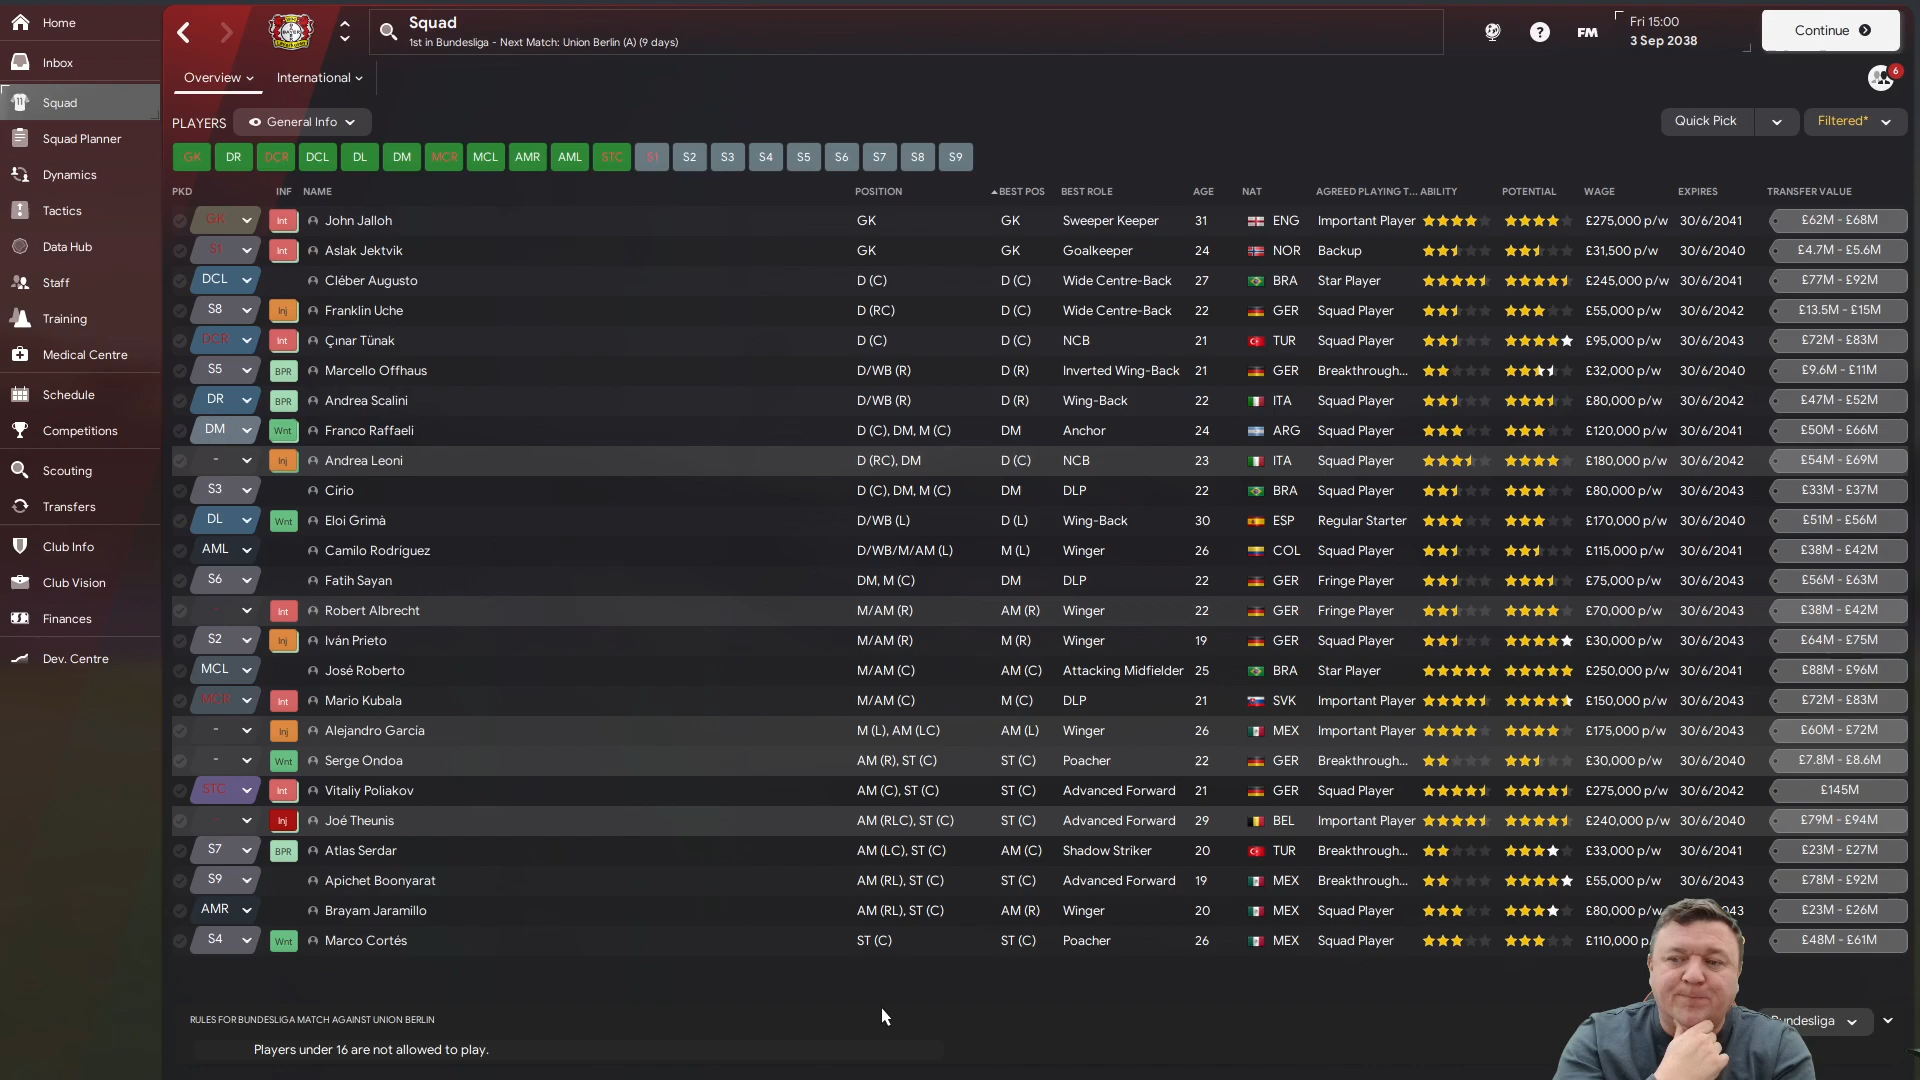 Home
Inbox
Squad
Squad Planner
Dynamics
Tactics
Data Hub
Staff
Training
Medical Centre
Schedule
Competitions
Scouting
Transfers
Club Info
Club Vision
Finances
Dev. Centre
Squad
1st in Bundesliga - Next Match: Union Berlin (A) (9 days)
FM
Fri 15:00
3 Sep 2038
Continue
6
Overview International
PLAYERS General Info
Quick Pick Filtered*
GK DR DCR DCL DL DM MCR MCL AMR AML STC S1 S2 S3 S4 S5 S6 S7 S8 S9
PKD INF NAME POSITION BEST POS BEST ROLE AGE NAT AGREED PLAYING T... ABILITY POTENTIAL WAGE EXPIRES TRANSFER VALUE
GK Int John Jalloh GK GK Sweeper Keeper 31 ENG Important Player £275,000 p/w 30/6/2041 £62M - £68M
S1 Int Aslak Jektvik GK GK Goalkeeper 24 NOR Backup £31,500 p/w 30/6/2040 £4.7M - £5.6M
DCL Cléber Augusto D (C) D (C) Wide Centre-Back 27 BRA Star Player £245,000 p/w 30/6/2041 £77M - £92M
S8 Inj Franklin Uche D (RC) D (C) Wide Centre-Back 22 GER Squad Player £55,000 p/w 30/6/2042 £13.5M - £15M
DCR Int Çınar Tünak D (C) D (C) NCB 21 TUR Squad Player £95,000 p/w 30/6/2043 £72M - £83M
S5 BPR Marcello Offhaus D/WB (R) D (R) Inverted Wing-Back 21 GER Breakthrough... £32,000 p/w 30/6/2040 £9.6M - £11M
DR BPR Andrea Scalini D/WB (R) D (R) Wing-Back 22 ITA Squad Player £80,000 p/w 30/6/2042 £47M - £52M
DM Wnt Franco Raffaeli D (C), DM, M (C) DM Anchor 24 ARG Squad Player £120,000 p/w 30/6/2041 £50M - £66M
- Inj Andrea Leoni D (RC), DM D (C) NCB 23 ITA Squad Player £180,000 p/w 30/6/2042 £54M - £69M
S3 Círio D (C), DM, M (C) DM DLP 22 BRA Squad Player £80,000 p/w 30/6/2043 £33M - £37M
DL Wnt Eloi Grimà D/WB (L) D (L) Wing-Back 30 ESP Regular Starter £170,000 p/w 30/6/2040 £51M - £56M
AML Camilo Rodríguez D/WB/M/AM (L) M (L) Winger 26 COL Squad Player £115,000 p/w 30/6/2041 £38M - £42M
S6 Fatih Sayan DM, M (C) DM DLP 22 GER Fringe Player £75,000 p/w 30/6/2043 £56M - £63M
- Int Robert Albrecht M/AM (R) AM (R) Winger 22 GER Fringe Player £70,000 p/w 30/6/2043 £38M - £42M
S2 Inj Iván Prieto M/AM (R) M (R) Winger 19 GER Squad Player £30,000 p/w 30/6/2043 £64M - £75M
MCL José Roberto M/AM (C) AM (C) Attacking Midfielder 25 BRA Star Player £250,000 p/w 30/6/2041 £88M - £96M
MCR Int Mario Kubala M/AM (C) M (C) DLP 21 SVK Important Player £150,000 p/w 30/6/2043 £72M - £83M
- Inj Alejandro García M (L), AM (LC) AM (L) Winger 26 MEX Important Player £175,000 p/w 30/6/2043 £60M - £72M
- Wnt Serge Ondoa AM (R), ST (C) ST (C) Poacher 22 GER Breakthrough... £30,000 p/w 30/6/2040 £7.8M - £8.6M
STC Int Vitaliy Poliakov AM (C), ST (C) ST (C) Advanced Forward 21 GER Squad Player £275,000 p/w 30/6/2042 £145M
- Inj Joé Theunis AM (RLC), ST (C) ST (C) Advanced Forward 29 BEL Important Player £240,000 p/w 30/6/2040 £79M - £94M
S7 BPR Atlas Serdar AM (LC), ST (C) AM (C) Shadow Striker 20 TUR Breakthrough... £33,000 p/w 30/6/2041 £23M - £27M
S9 Apichet Boonyarat AM (RL), ST (C) ST (C) Advanced Forward 19 MEX Breakthrough... £55,000 p/w 30/6/2043 £78M - £92M
AMR Brayam Jaramillo AM (RL), ST (C) AM (R) Winger 20 MEX Squad Player £80,000 p/w 43 £23M - £26M
S4 Wnt Marco Cortés ST (C) ST (C) Poacher 26 MEX Squad Player £110,000 p £48M - £61M
RULES FOR BUNDESLIGA MATCH AGAINST UNION BERLIN
Bundesliga
Players under 16 are not allowed to play.